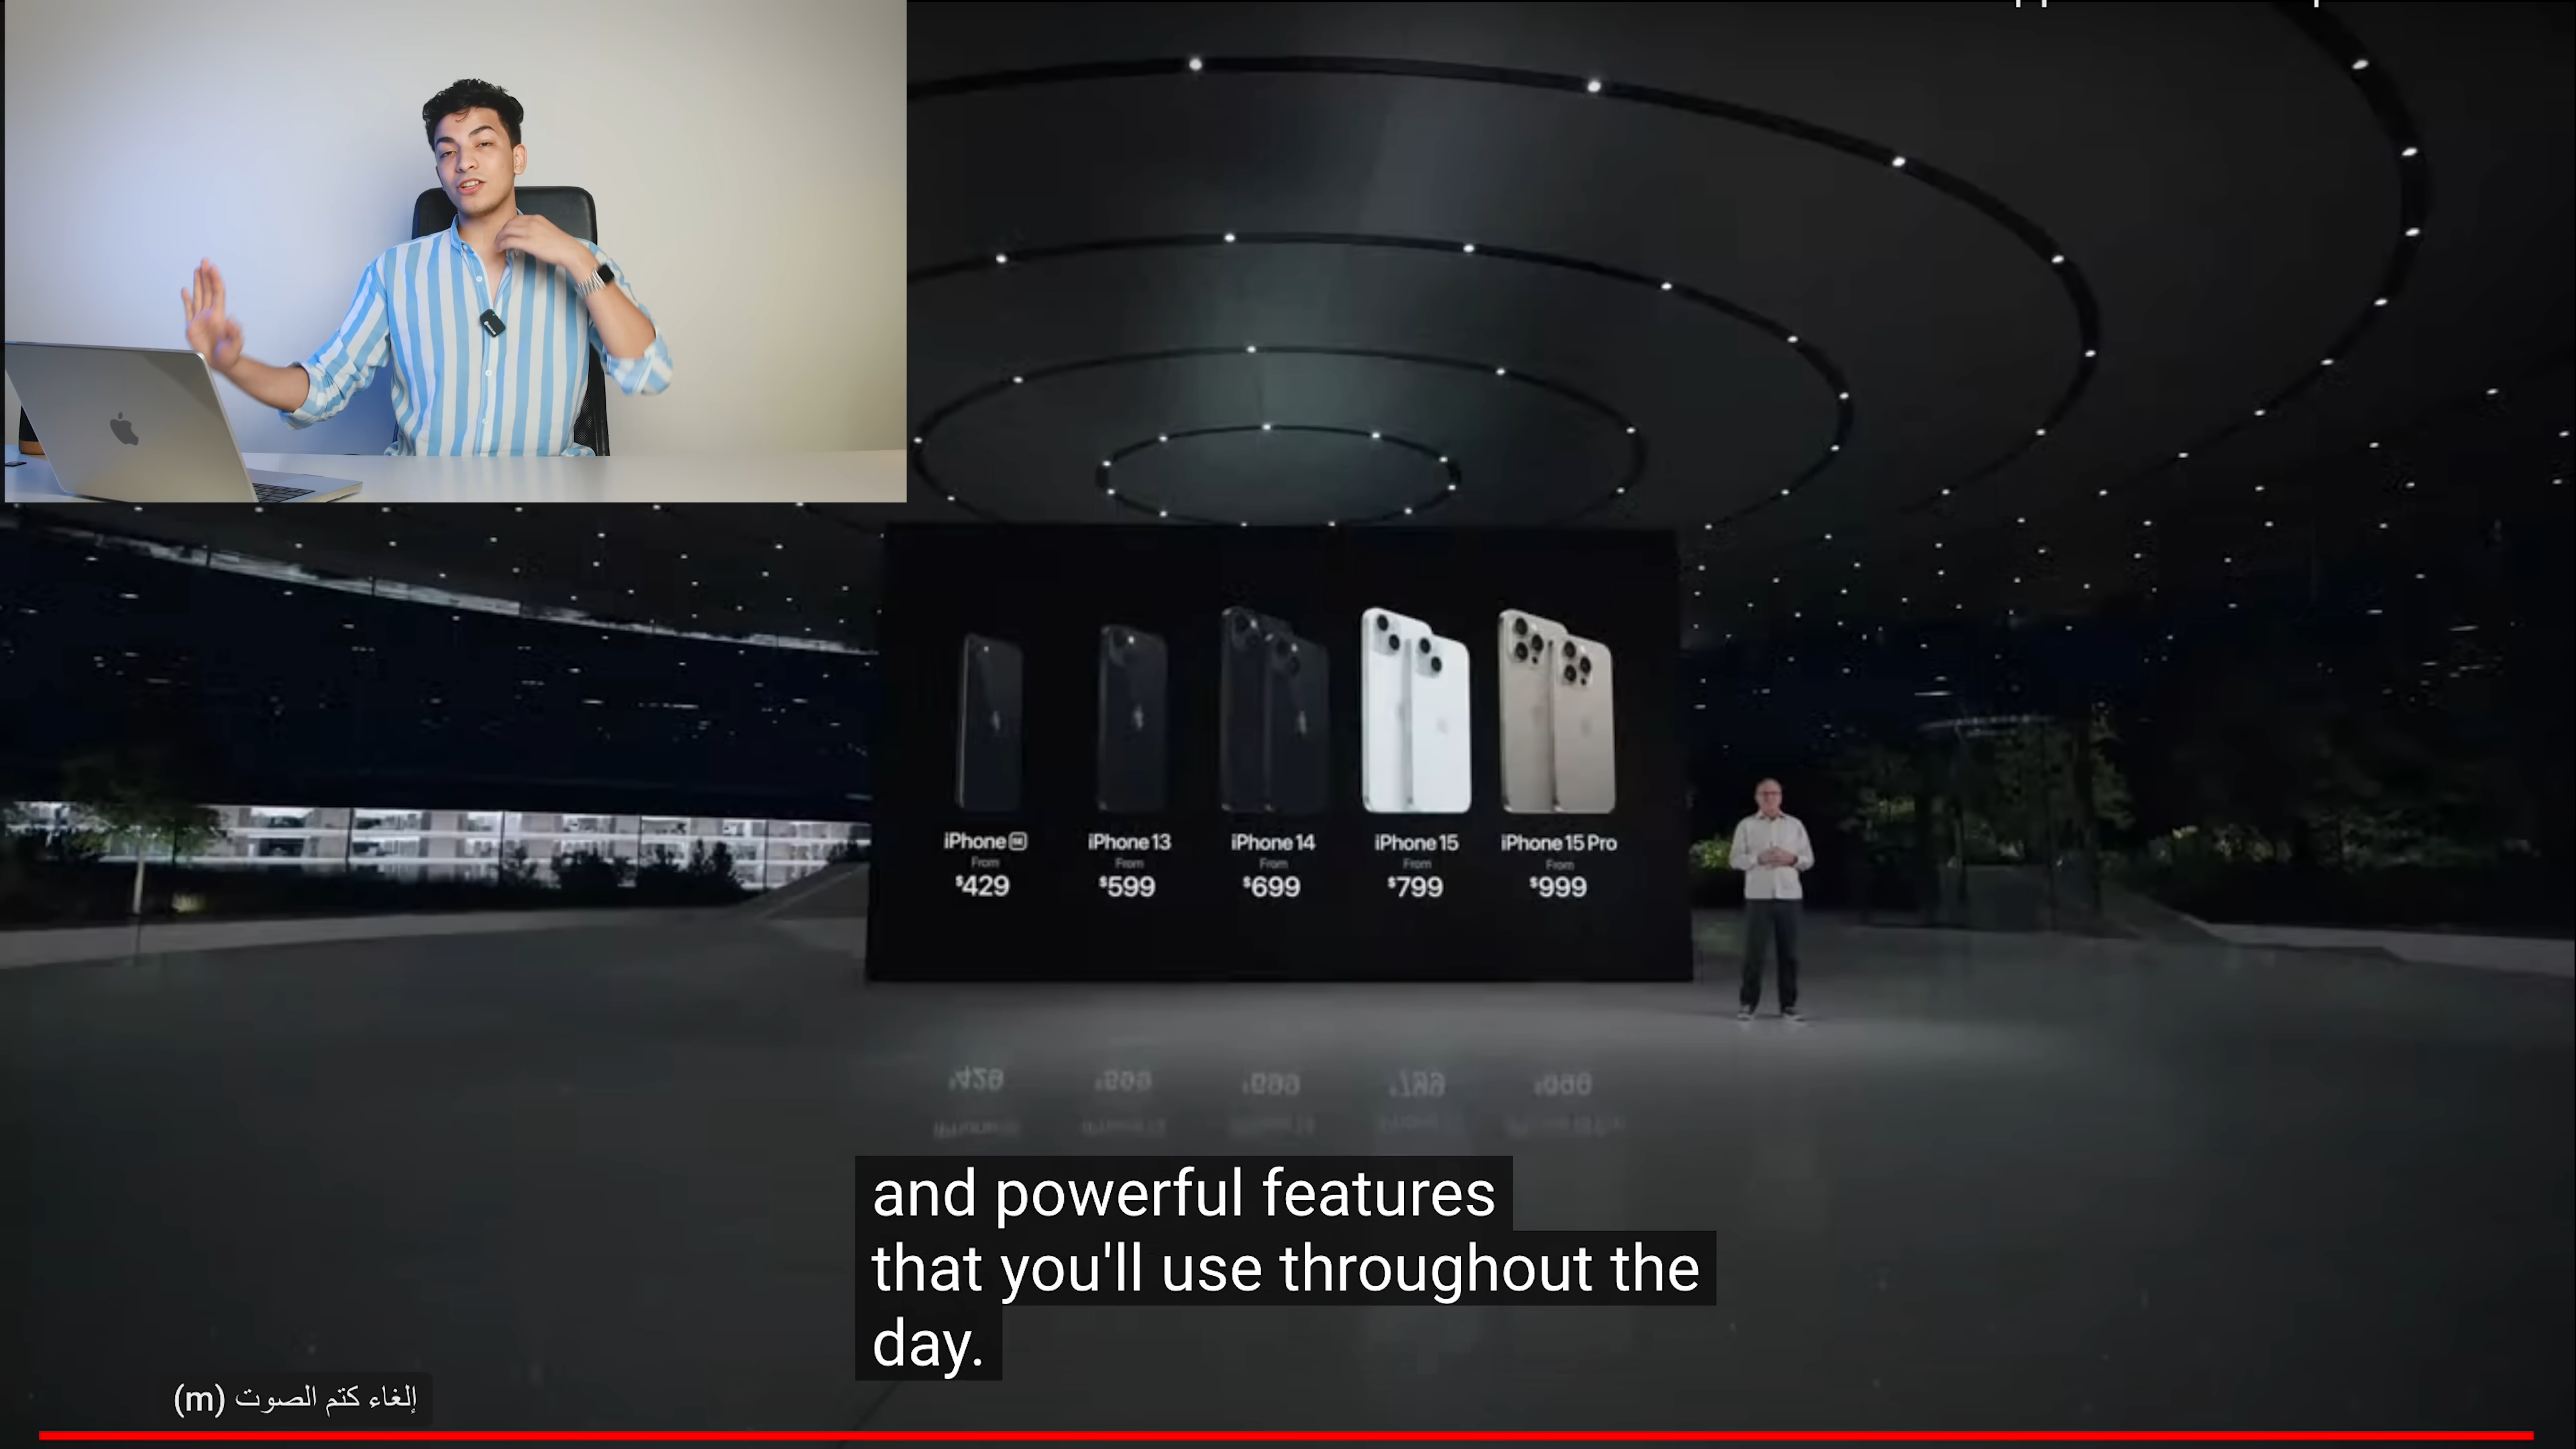 iPhone SE
From
$429
iPhone 13
From
$599
iPhone 14
From
$699
iPhone 15
From
$799
iPhone 15 Pro
From
$999
and powerful features
that you'll use throughout the
day.
إلغاء كتم الصوت (m)